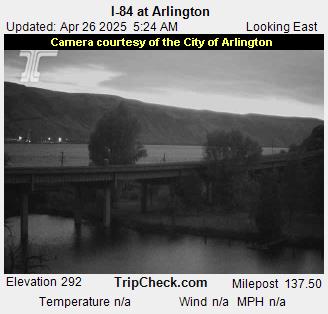 I-84 at Arlington
Updated: Apr 26 2025 5:24 AM Looking East
Camera courtesy of the City of Arlington
Elevation 292 TripCheck.com Milepost 137.50
Temperature n/a Wind n/a MPH n/a